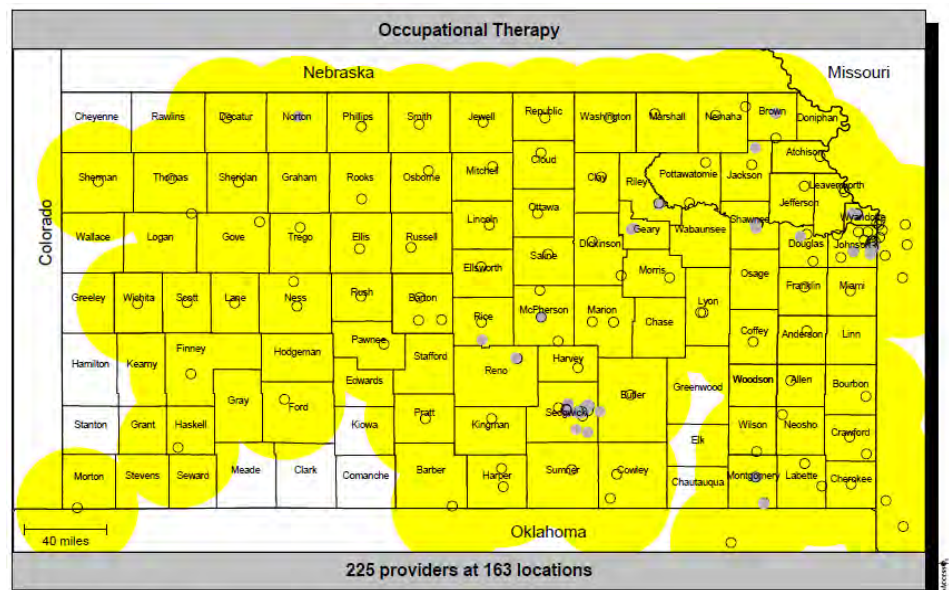 Occupational Therapy
Nebraska
Missouri
Cheyenne Rawlins Decatur Norton Phillips Smith Jewell Republic Washington Marshall Nemaha Brown Doniphan
Atchison
Cloud
Sherman Thomas Sheridan Graham Rooks Osborne Mitchell Clay Riley Pottawatomie Jackson
Leavenworth
Jefferson
Ottawa
Wyandotte
Colorado
Wallace Logan Gove Trego Ellis Russell Lincoln Dickinson Geary Wabaunsee Shawnee Douglas Johnson
Saline
Ellsworth
Morris Osage
Greeley Wichita Scott Lane Ness Rush Barton Rice McPherson Marion Chase Lyon Franklin Miami
Coffey Anderson Linn
Pawnee
Hamilton Kearny Finney Hodgeman Stafford Reno Harvey
Edwards
Greenwood Woodson Allen Bourbon
Gray Ford Butler
Stanton Grant Haskell Kiowa Pratt Kingman Sedgwick Wilson Neosho Crawford
Elk
Morton Stevens Seward Meade Clark Comanche Barber Harper Sumner Cowley Chautauqua Montgomery Labette Cherokee
Oklahoma
40 miles
225 providers at 163 locations